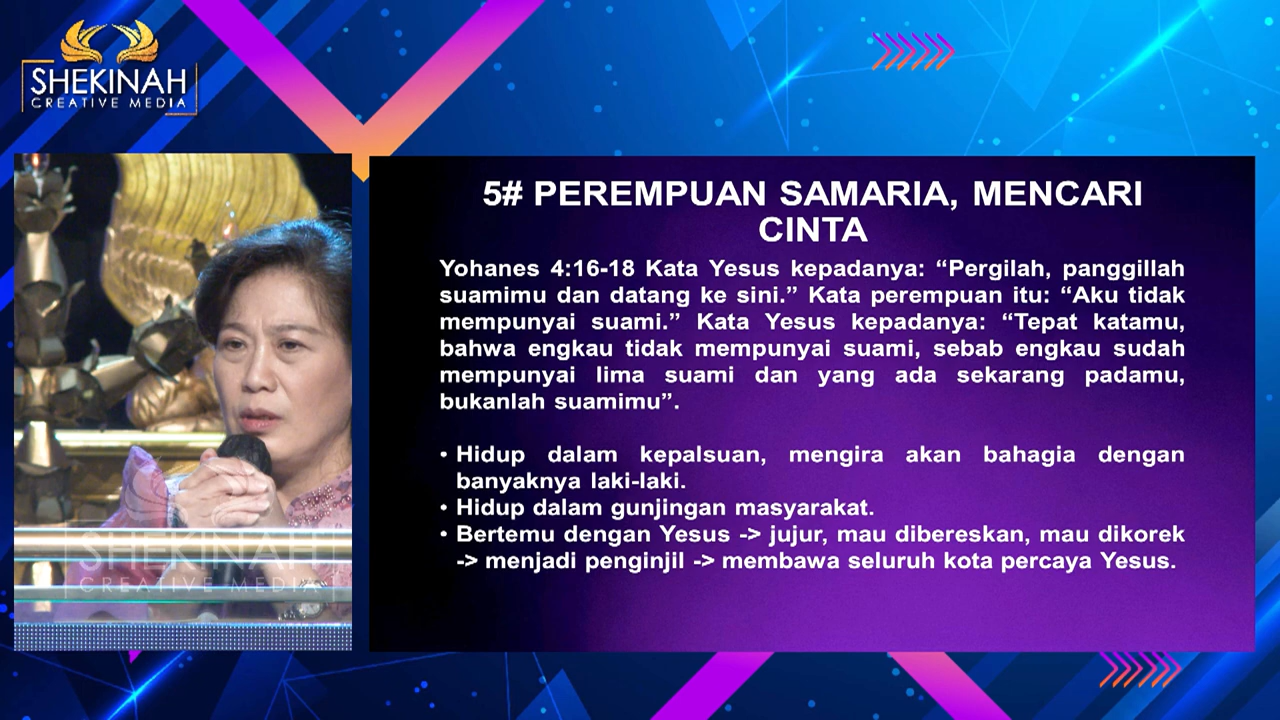 SHEKINAH
CREATIVE MEDIA
5# PEREMPUAN SAMARIA, MENCARI
CINTA
Yohanes 4:16-18 Kata Yesus kepadanya: “Pergilah, panggillah
suamimu dan datang ke sini.” Kata perempuan itu: “Aku tidak
mempunyai suami.” Kata Yesus kepadanya: “Tepat katamu,
bahwa engkau tidak mempunyai suami, sebab engkau sudah
mempunyai lima suami dan yang ada sekarang padamu,
bukanlah suamimu”.
• Hidup dalam kepalsuan, mengira akan bahagia dengan
banyaknya laki-laki.
• Hidup dalam gunjingan masyarakat.
• Bertemu dengan Yesus -> jujur, mau dibereskan, mau dikorek
-> menjadi penginjil -> membawa seluruh kota percaya Yesus.
SHEKINAH
CREATIVE MEDIA